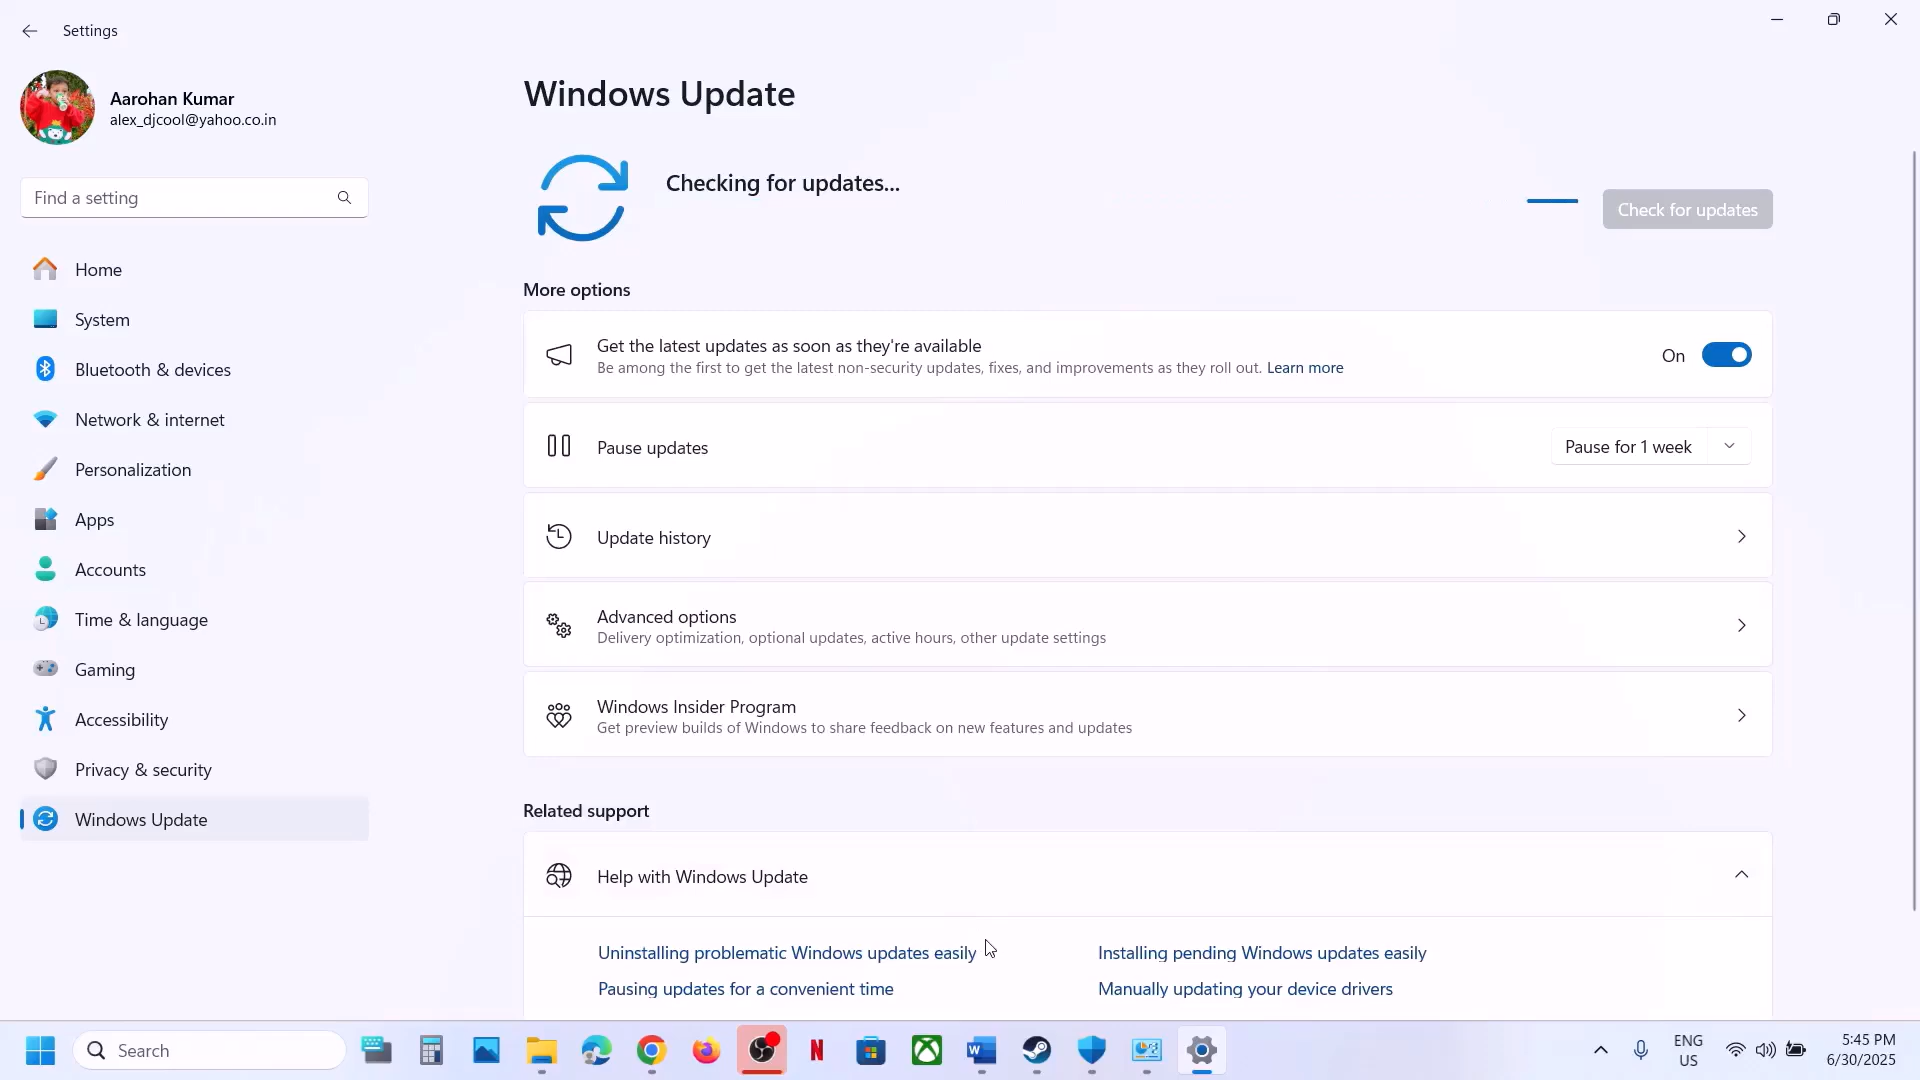 Settings
Aarohan Kumar
alex_djcool@yahoo.co.in
Find a setting
Home
System
Bluetooth & devices
Network & internet
Personalization
Apps
Accounts
Time & language
Gaming
Accessibility
Privacy & security
Windows Update
Windows Update
Checking for updates...
Check for updates
More options
Get the latest updates as soon as they're available
Be among the first to get the latest non-security updates, fixes, and improvements as they roll out. Learn more
On
Pause updates
Pause for 1 week
Update history
Advanced options
Delivery optimization, optional updates, active hours, other update settings
Windows Insider Program
Get preview builds of Windows to share feedback on new features and updates
Related support
Help with Windows Update
Uninstalling problematic Windows updates easily
Installing pending Windows updates easily
Pausing updates for a convenient time
Manually updating your device drivers
Search
ENG
US
5:45 PM
6/30/2025